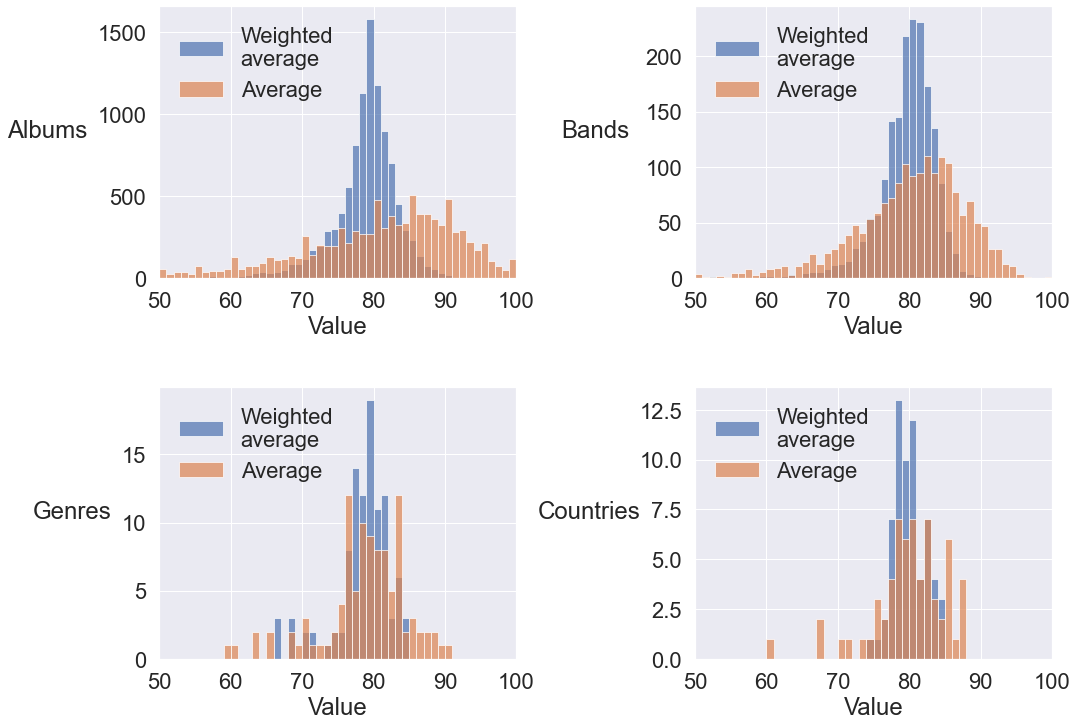 1500
1000
500
0
Albums
Weighted
average
Average
50 60 70 80 90 100
Value
200
150
100
50
0
Bands
Weighted
average
Average
50 60 70 80 90 100
Value
15
10
5
0
Genres
Weighted
average
Average
50 60 70 80 90 100
Value
12.5
10.0
7.5
5.0
2.5
0.0
Countries
Weighted
average
Average
50 60 70 80 90 100
Value